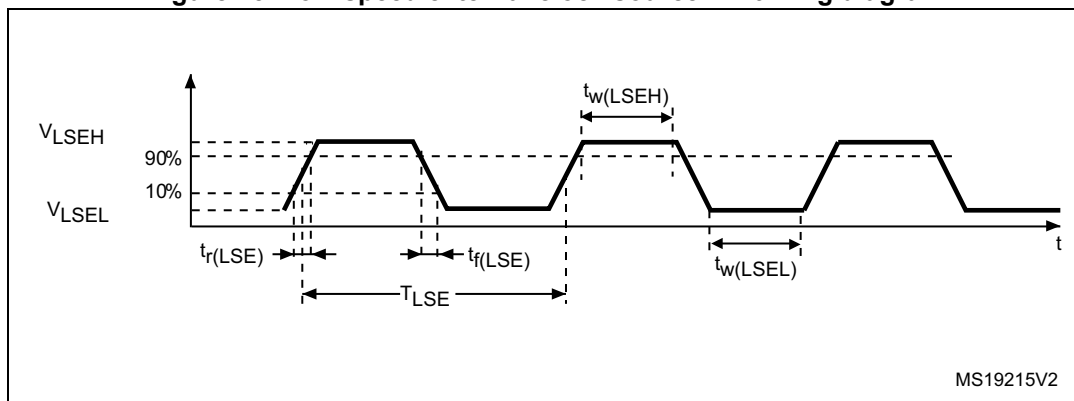 tw(LSEH)
VLSEH
90%
10%
VLSEL
tr(LSE)
tf(LSE)
tw(LSEL)
t
TLSE
MS19215V2